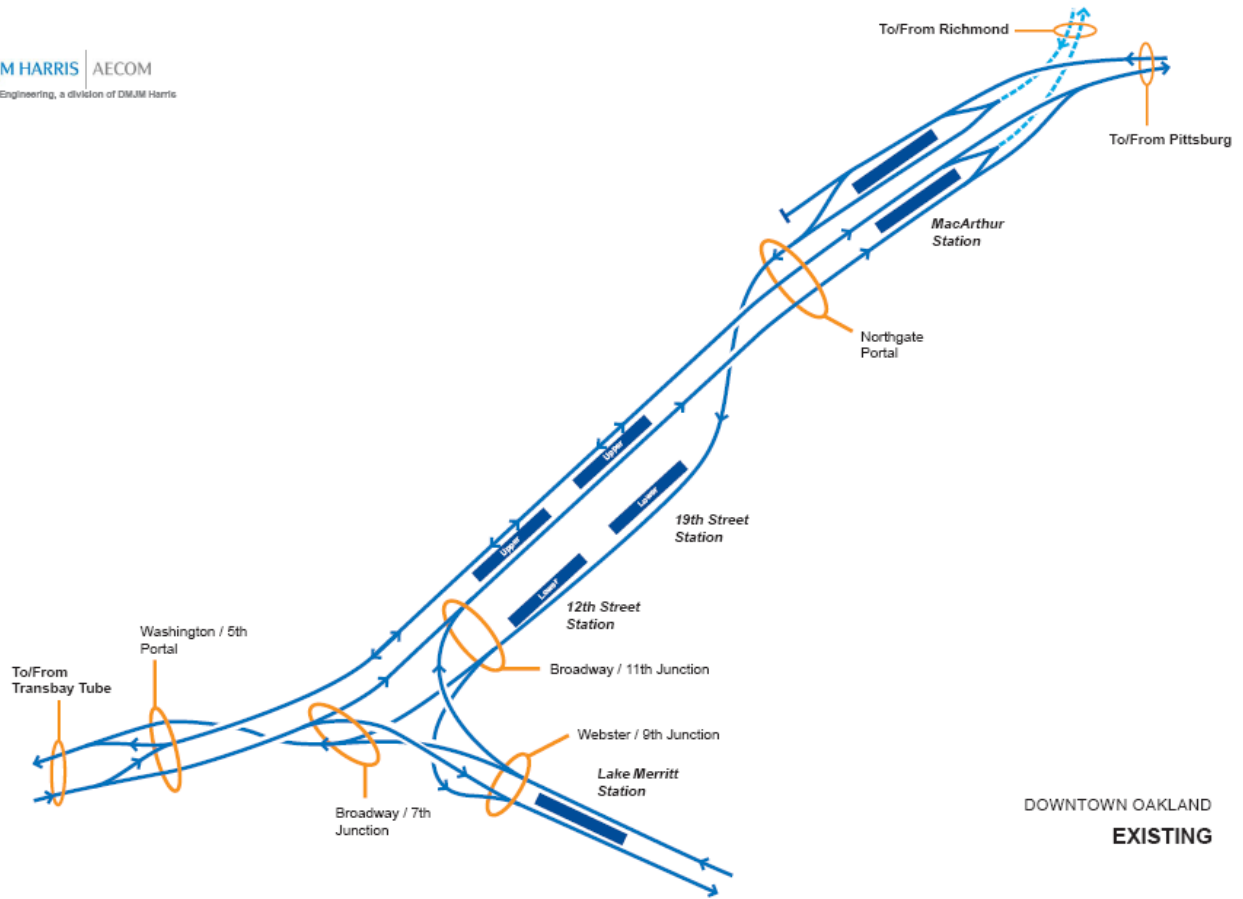 To/From Richmond
M HARRIS | AECOM
Engineering, a division of DMJM Harris
To/From Pittsburg
MacArthur
Station
Northgate
Portal
Upper
Lower
19th Street
Station
Upper
Lower
12th Street
Station
Washington / 5th
Portal
To/From
Transbay Tube
Broadway / 11th Junction
Webster / 9th Junction
Lake Merritt
Station
Broadway / 7th
Junction
DOWNTOWN OAKLAND
EXISTING